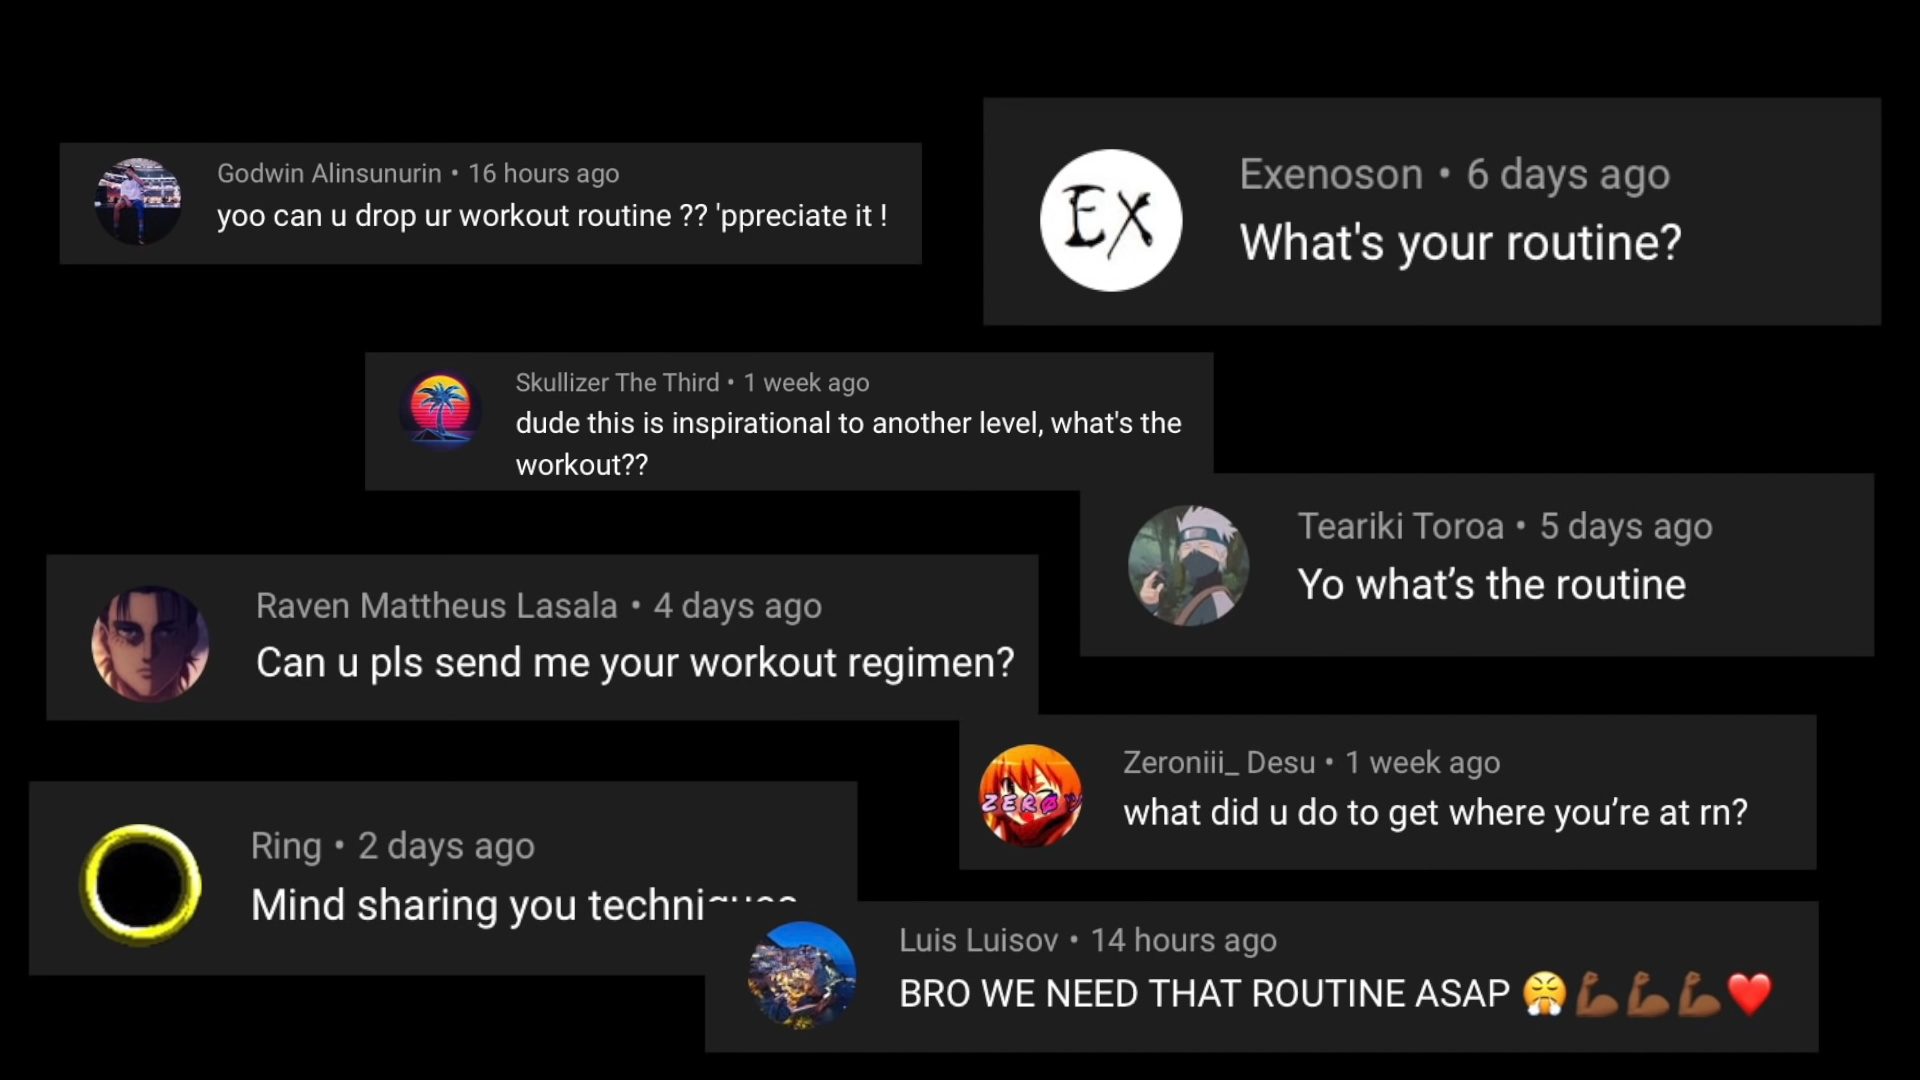 Godwin Alinsunurin • 16 hours ago
yoo can u drop ur workout routine ?? 'ppreciate it !
EX
Exenoson • 6 days ago
What's your routine?
Skullizer The Third • 1 week ago
dude this is inspirational to another level, what's the
workout??
Teariki Toroa • 5 days ago
Yo what’s the routine
Raven Mattheus Lasala • 4 days ago
Can u pls send me your workout regimen?
ZERO
Zeroniii_ Desu • 1 week ago
what did u do to get where you’re at rn?
Ring • 2 days ago
Mind sharing you techniques
Luis Luisov • 14 hours ago
BRO WE NEED THAT ROUTINE ASAP 😤💪🏾💪🏾💪🏾❤️